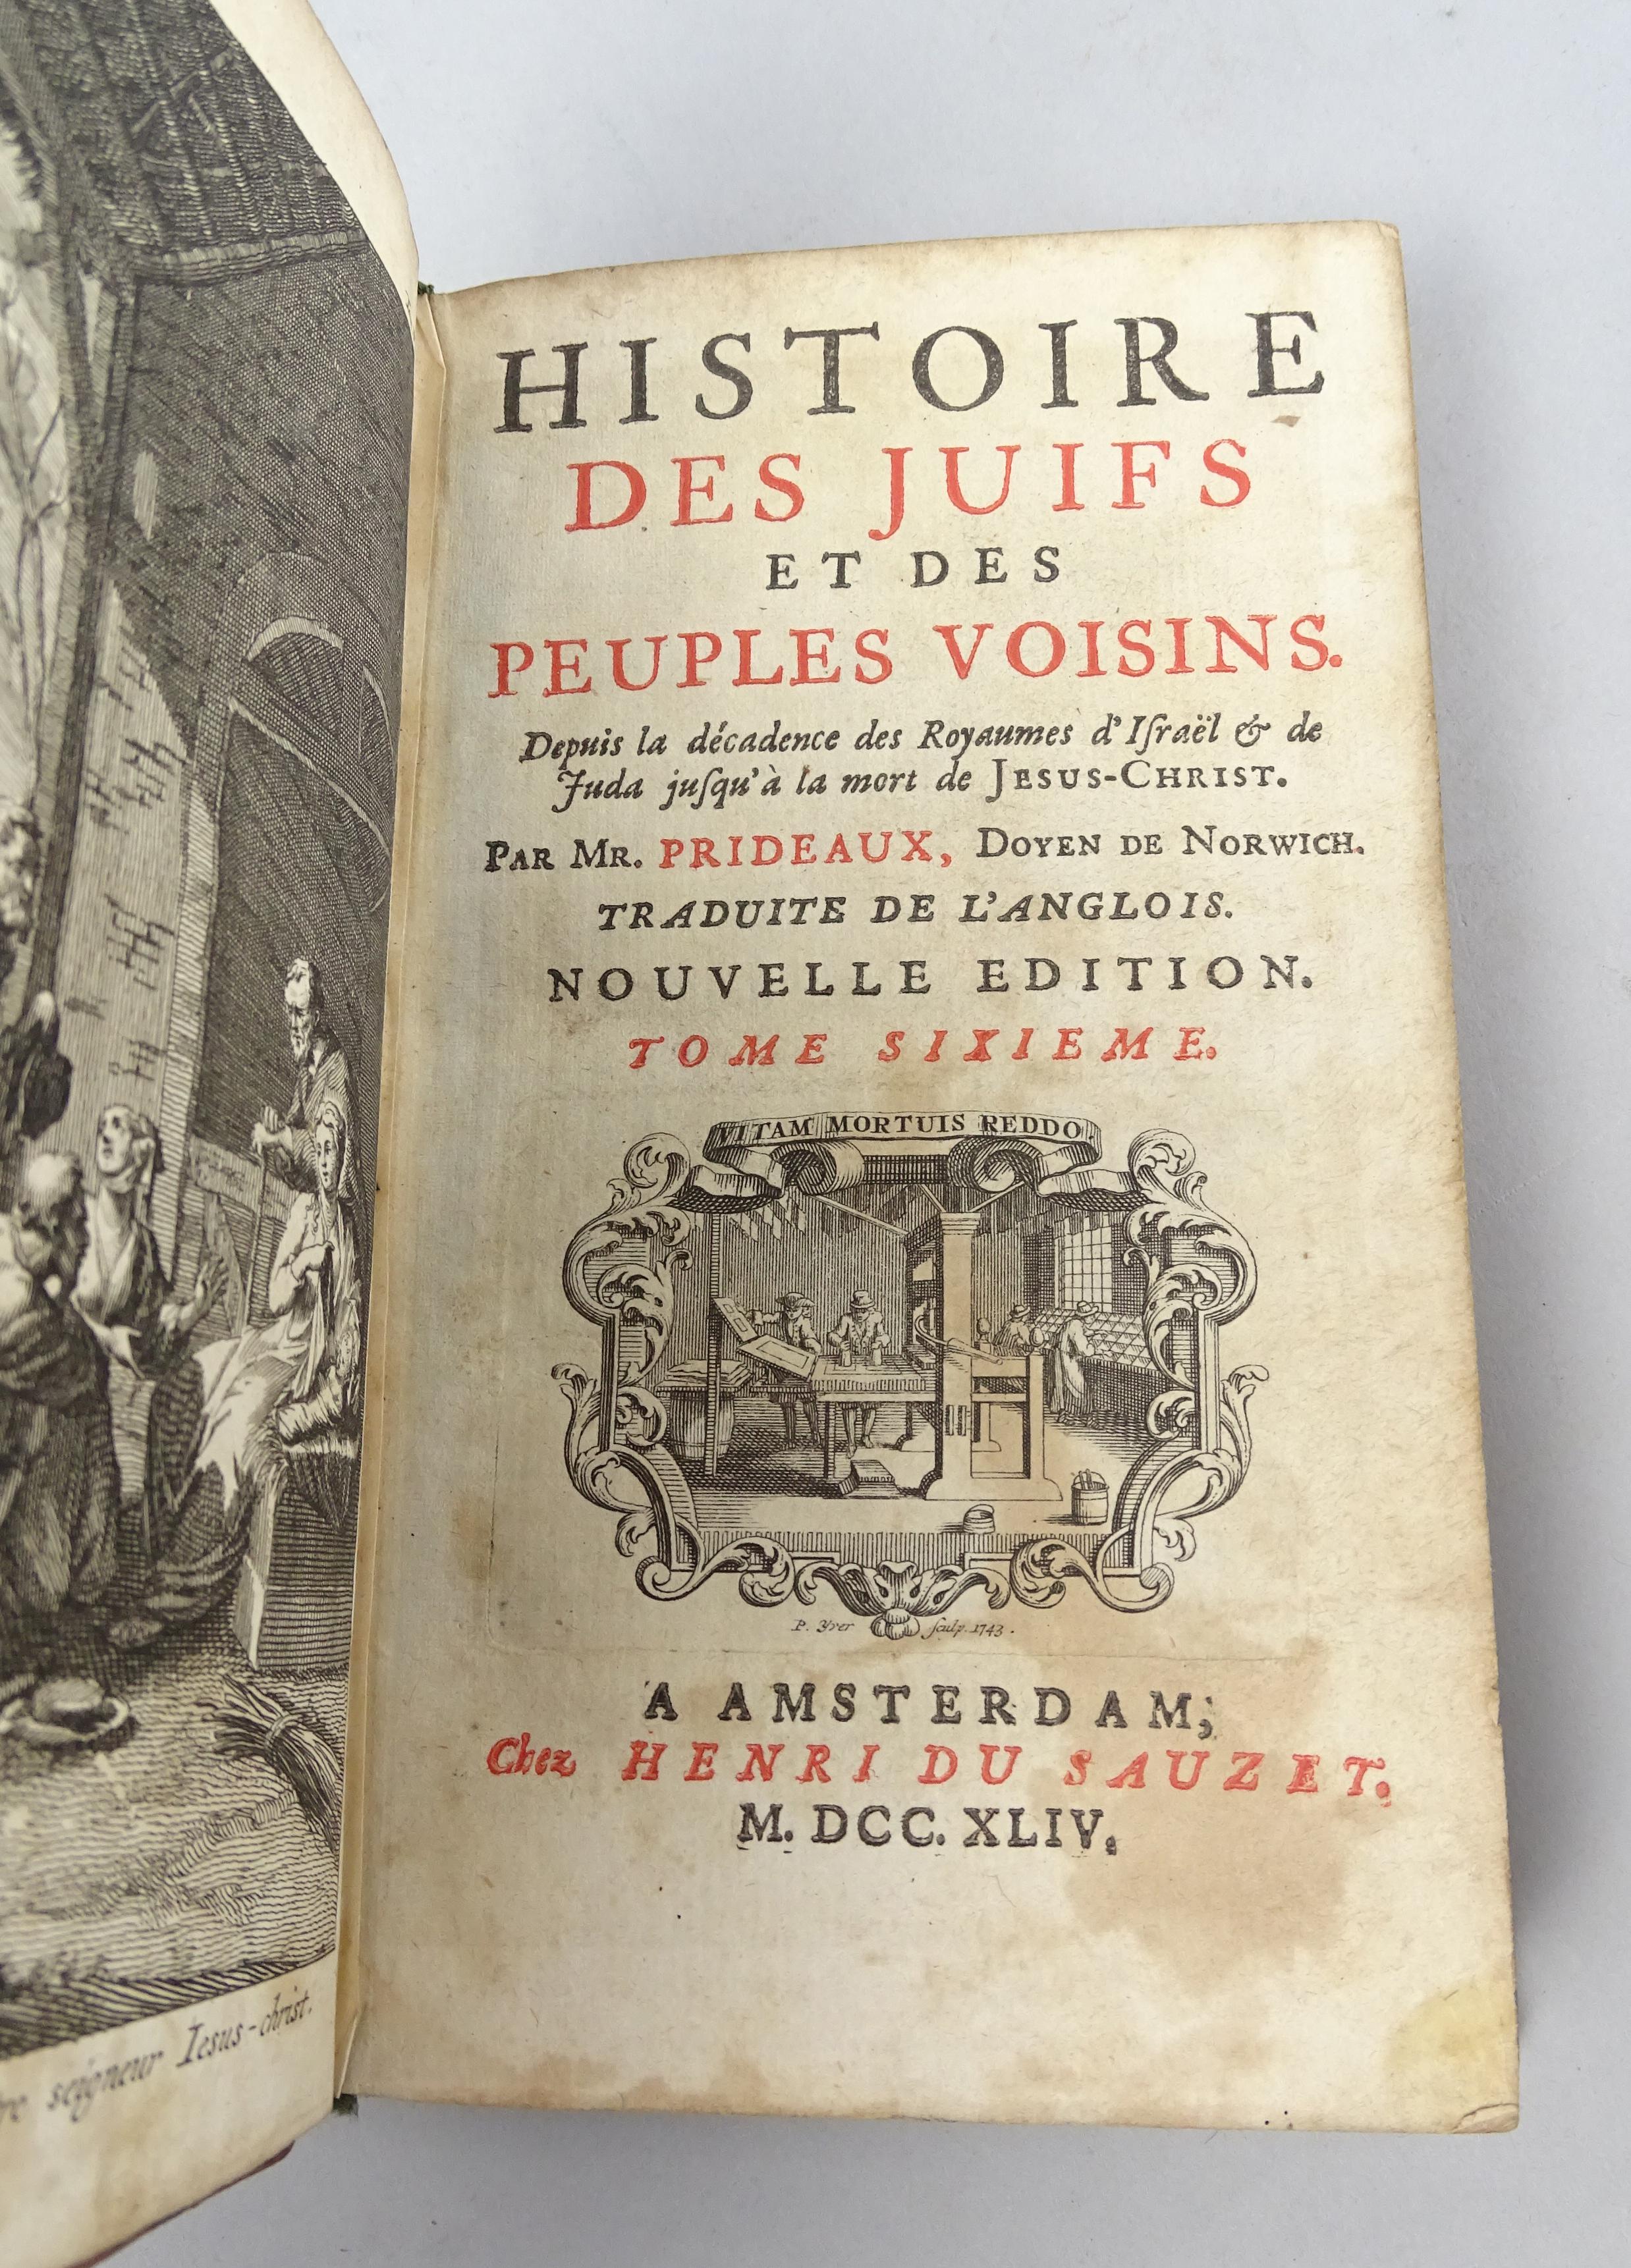 HISTOIRE
DES JUIFS
ET DES
PEUPLES VOISINS.
Depuis la décadence des Royaumes d'Iſraël & de
Juda juſqu'à la mort de JESUS-CHRIST.
PAR MR. PRIDEAUX, DOYEN DE NORWICH.
TRADUITE DE L'ANGLOIS.
NOUVELLE EDITION.
TOME SIXIEME.
VITAM MORTUIS REDDO.
P. Yver ſculp. 1743.
A AMSTERDAM;
Chez HENRI DU SAUZET.
M. DCC. XLIV.
seigneur Iesus-christ.